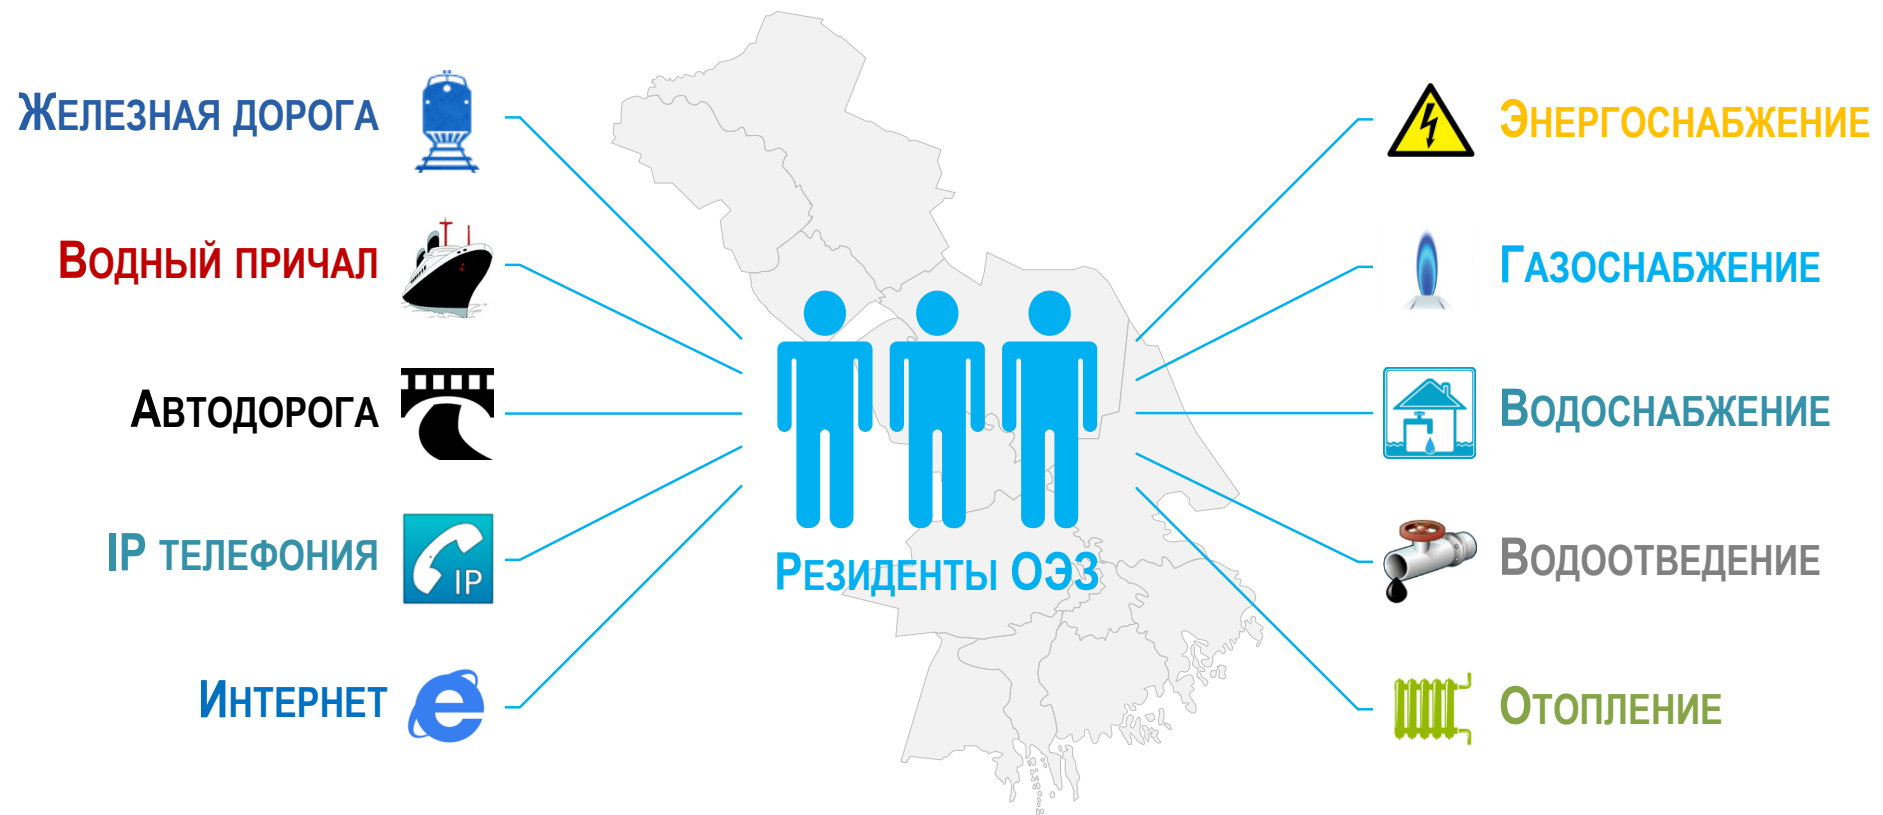 Железная дорога
Водный причал
Автодорога
IP телефония
IP
Интернет
Резиденты ОЭЗ
Энергоснабжение
Газоснабжение
Водоснабжение
Водоотведение
Отопление